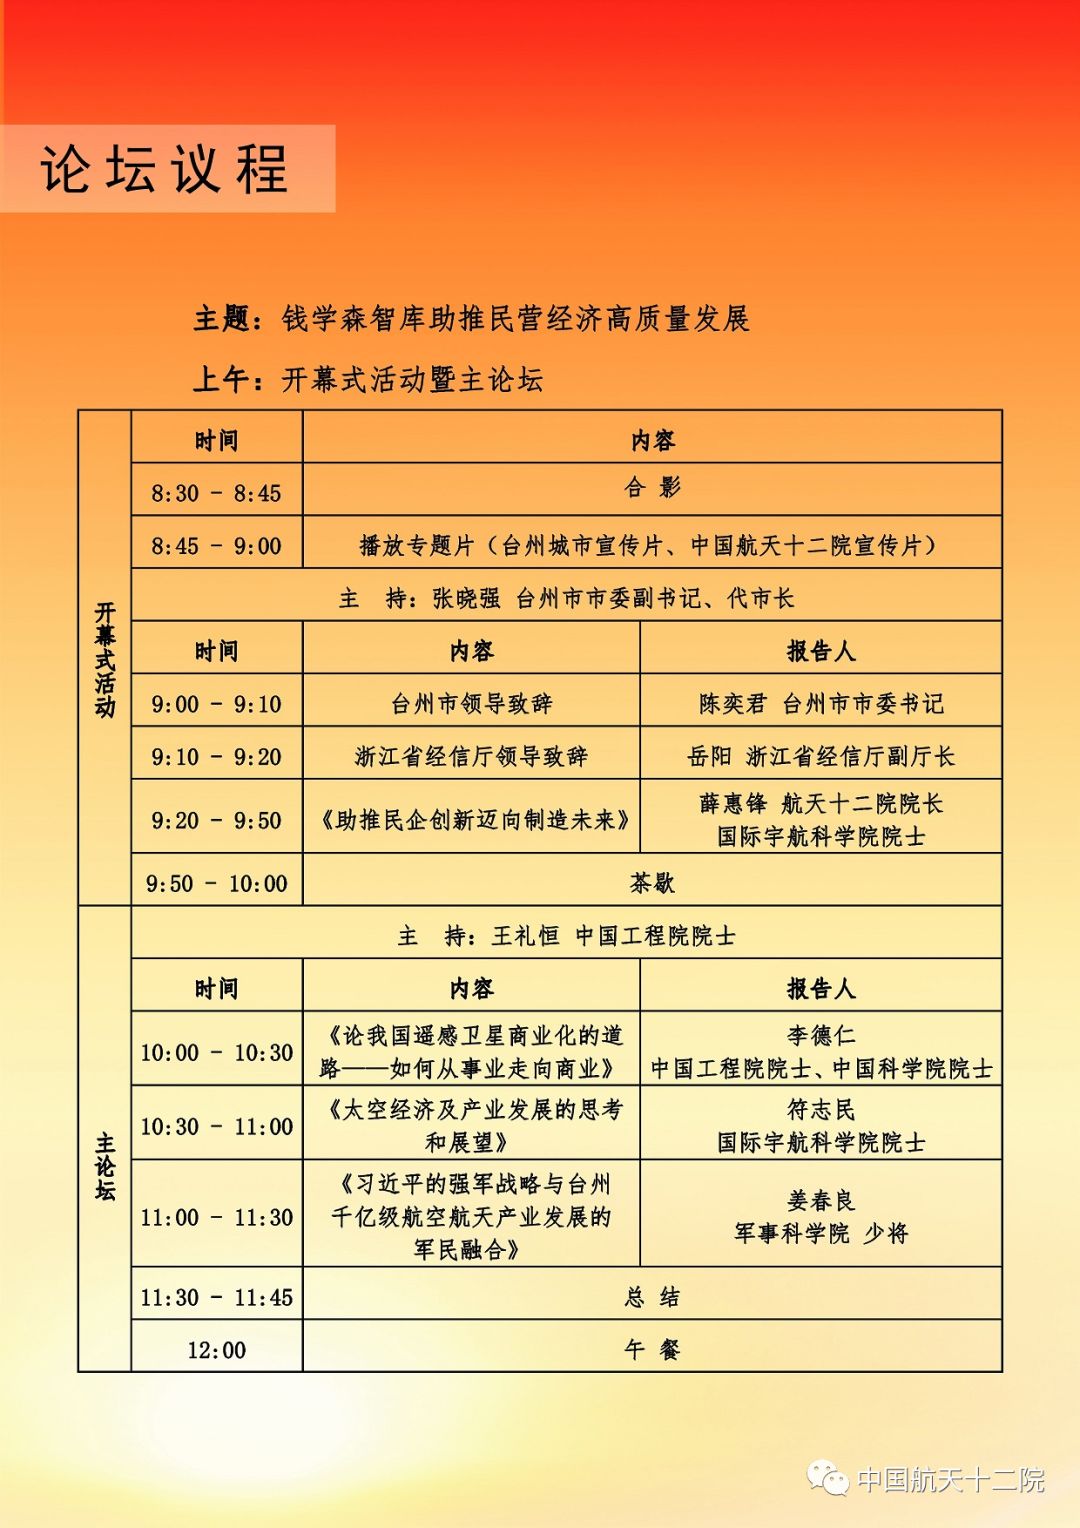 论坛议程
主题：钱学森智库助推民营经济高质量发展
上午：开幕式活动暨主论坛
开幕式活动
时间 内容
8:30 - 8:45 合 影
8:45 - 9:00 播放专题片（台州城市宣传片、中国航天十二院宣传片）
主 持：张晓强 台州市市委副书记、代市长
时间 内容 报告人
9:00 - 9:10 台州市领导致辞 陈奕君 台州市市委书记
9:10 - 9:20 浙江省经信厅领导致辞 岳阳 浙江省经信厅副厅长
9:20 - 9:50 《助推民企创新迈向制造未来》 薛惠锋 航天十二院院长
国际宇航科学院院士
9:50 - 10:00 茶歇
主论坛
主 持：王礼恒 中国工程院院士
时间 内容 报告人
10:00 - 10:30 《论我国遥感卫星商业化的道
路——如何从事业走向商业》 李德仁
中国工程院院士、中国科学院院士
10:30 - 11:00 《太空经济及产业发展的思考
和展望》 符志民
国际宇航科学院院士
11:00 - 11:30 《习近平的强军战略与台州
千亿级航空航天产业发展的
军民融合》 姜春良
军事科学院 少将
11:30 - 11:45 总 结
12:00 午 餐
中国航天十二院